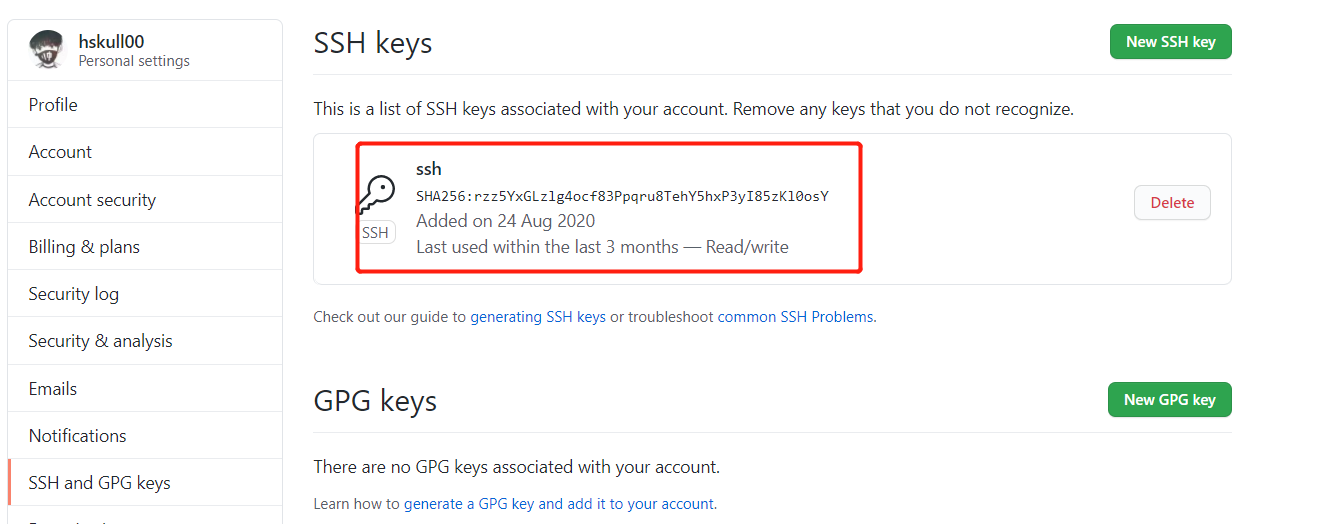 hskull00
Personal settings
Profile
Account
Account security
Billing & plans
Security log
Security & analysis
Emails
Notifications
SSH and GPG keys
SSH keys
New SSH key
This is a list of SSH keys associated with your account. Remove any keys that you do not recognize.
ssh
SHA256:rzz5YxGLzlg4ocf83Ppqru8TehY5hxP3yI85zKl0osY
Added on 24 Aug 2020
SSH
Last used within the last 3 months — Read/write
Delete
Check out our guide to generating SSH keys or troubleshoot common SSH Problems.
GPG keys
New GPG key
There are no GPG keys associated with your account.
Learn how to generate a GPG key and add it to your account.